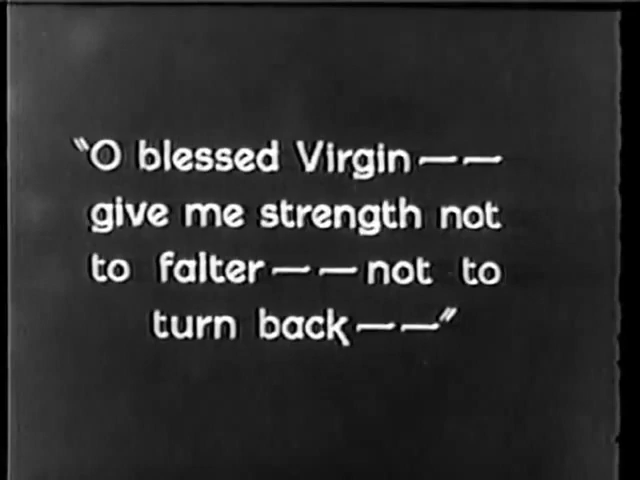 "O blessed Virgin——
give me strength not
to falter——not to
turn back——"